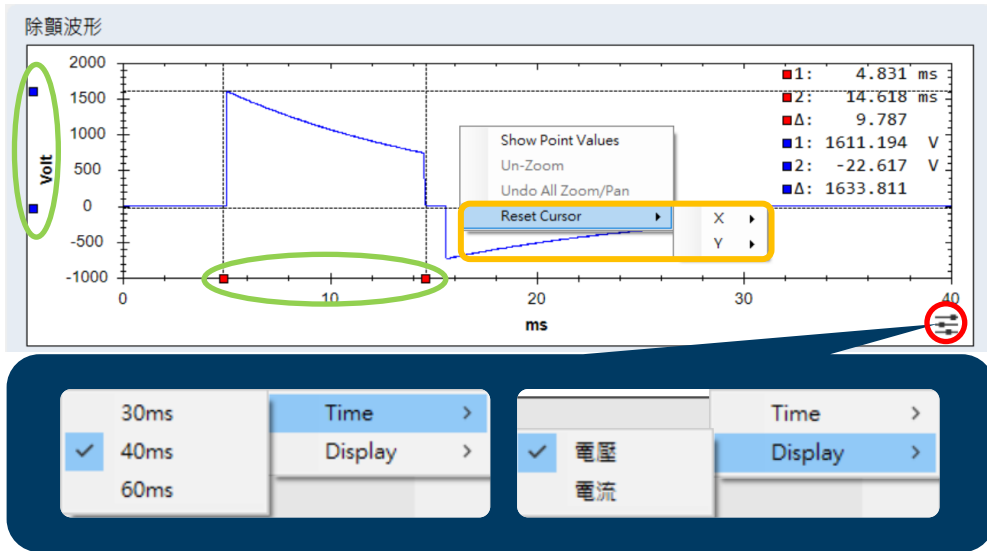 除顫波形
2000
1500
1000
500
0
-500
-1000
Volt
1: 4.831 ms
2: 14.618 ms
Δ: 9.787
1: 1611.194 V
2: -22.617 V
Δ: 1633.811
Show Point Values
Un-Zoom
Undo All Zoom/Pan
Reset Cursor
X
Y
0 10 20 30 40
ms
30ms
40ms
60ms
Time
Display
電壓
電流
Time
Display